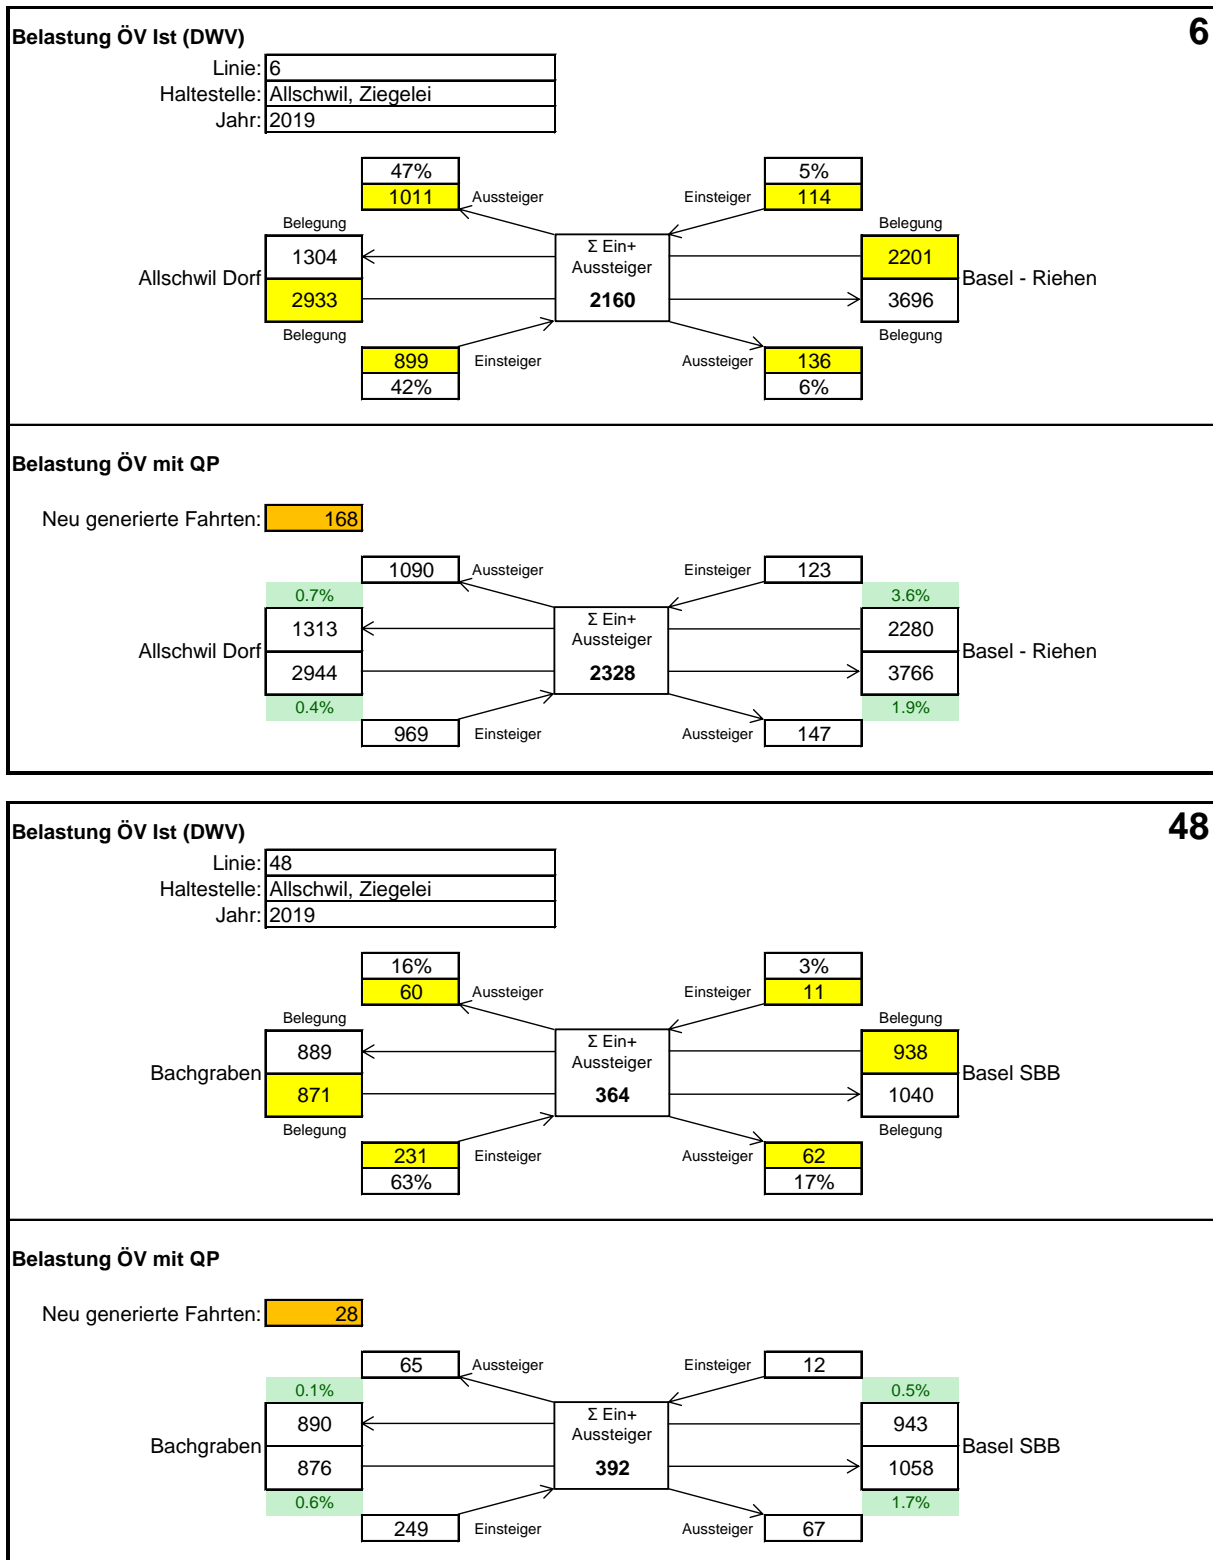 Belastung ÖV Ist (DWV) 6
Linie: 6
Haltestelle: Allschwil, Ziegelei
Jahr: 2019
47% 5%
1011 Aussteiger Einsteiger 114
Belegung Belegung
1304 Σ Ein+ 2201
Allschwil Dorf Aussteiger Basel - Riehen
2933 2160 3696
Belegung Belegung
899 Einsteiger Aussteiger 136
42% 6%
Belastung ÖV mit QP
Neu generierte Fahrten: 168
1090 Aussteiger Einsteiger 123
0.7% 3.6%
1313 Σ Ein+ 2280
Allschwil Dorf Aussteiger Basel - Riehen
2944 2328 3766
0.4% 1.9%
969 Einsteiger Aussteiger 147
Belastung ÖV Ist (DWV) 48
Linie: 48
Haltestelle: Allschwil, Ziegelei
Jahr: 2019
16% 3%
60 Aussteiger Einsteiger 11
Belegung Belegung
889 Σ Ein+ 938
Bachgraben Aussteiger Basel SBB
871 364 1040
Belegung Belegung
231 Einsteiger Aussteiger 62
63% 17%
Belastung ÖV mit QP
Neu generierte Fahrten: 28
65 Aussteiger Einsteiger 12
0.1% 0.5%
890 Σ Ein+ 943
Bachgraben Aussteiger Basel SBB
876 392 1058
0.6% 1.7%
249 Einsteiger Aussteiger 67